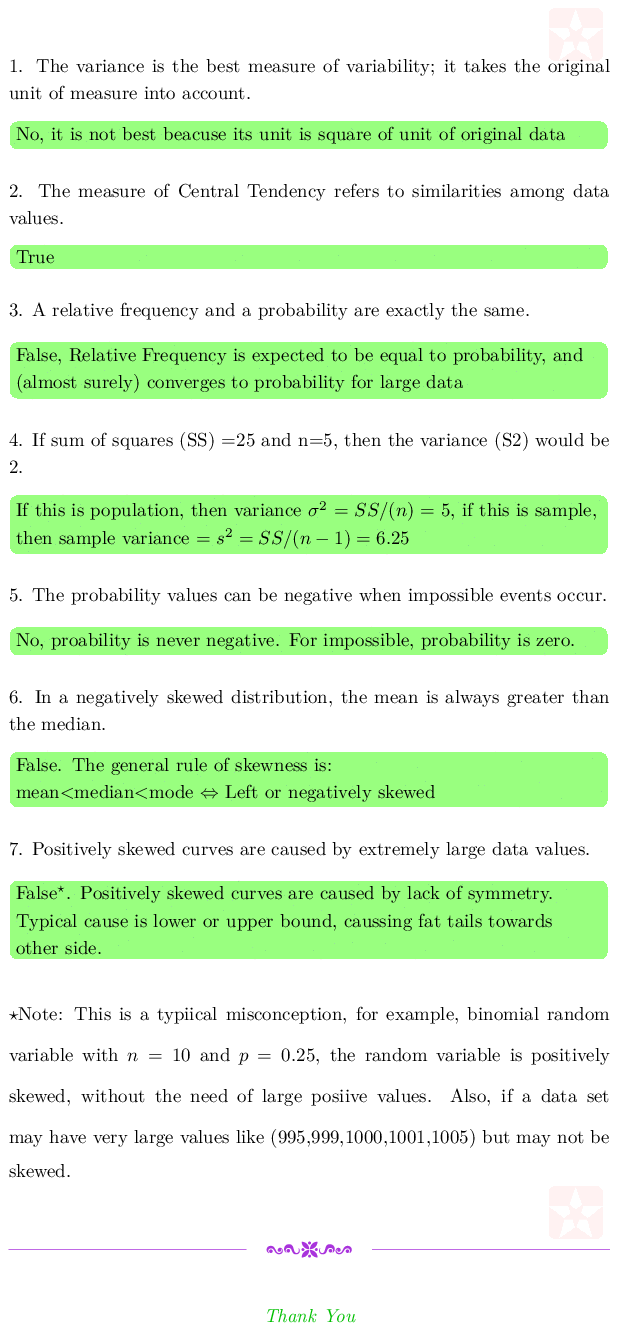 1. The variance is the best measure of variability; it takes the original
unit of measure into account.
No, it is not best beacuse its unit is square of unit of original data
2. The measure of Central Tendency refers to similarities among data
values.
True
3. A relative frequency and a probability are exactly the same.
False, Relative Frequency is expected to be equal to probability, and
(almost surely) converges to probability for large data
4. If sum of squares (SS) =25 and n=5, then the variance (S2) would be
2.
If this is population, then variance σ² = SS/(n) = 5, if this is sample,
then sample variance = s² = SS/(n − 1) = 6.25
5. The probability values can be negative when impossible events occur.
No, proability is never negative. For impossible, probability is zero.
6. In a negatively skewed distribution, the mean is always greater than
the median.
False. The general rule of skewness is:
mean<median<mode ⇔ Left or negatively skewed
7. Positively skewed curves are caused by extremely large data values.
False⋆. Positively skewed curves are caused by lack of symmetry.
Typical cause is lower or upper bound, caussing fat tails towards
other side.
⋆Note: This is a typiical misconception, for example, binomial random
variable with n = 10 and p = 0.25, the random variable is positively
skewed, without the need of large posiive values. Also, if a data set
may have very large values like (995,999,1000,1001,1005) but may not be
skewed.
Thank You